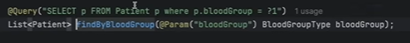 @Query("SELECT p FROM Patient p where p.bloodGroup = ?1") 1 usage
List<Patient> findByBloodGroup(@Param("bloodGroup") BloodGroupType bloodGroup);